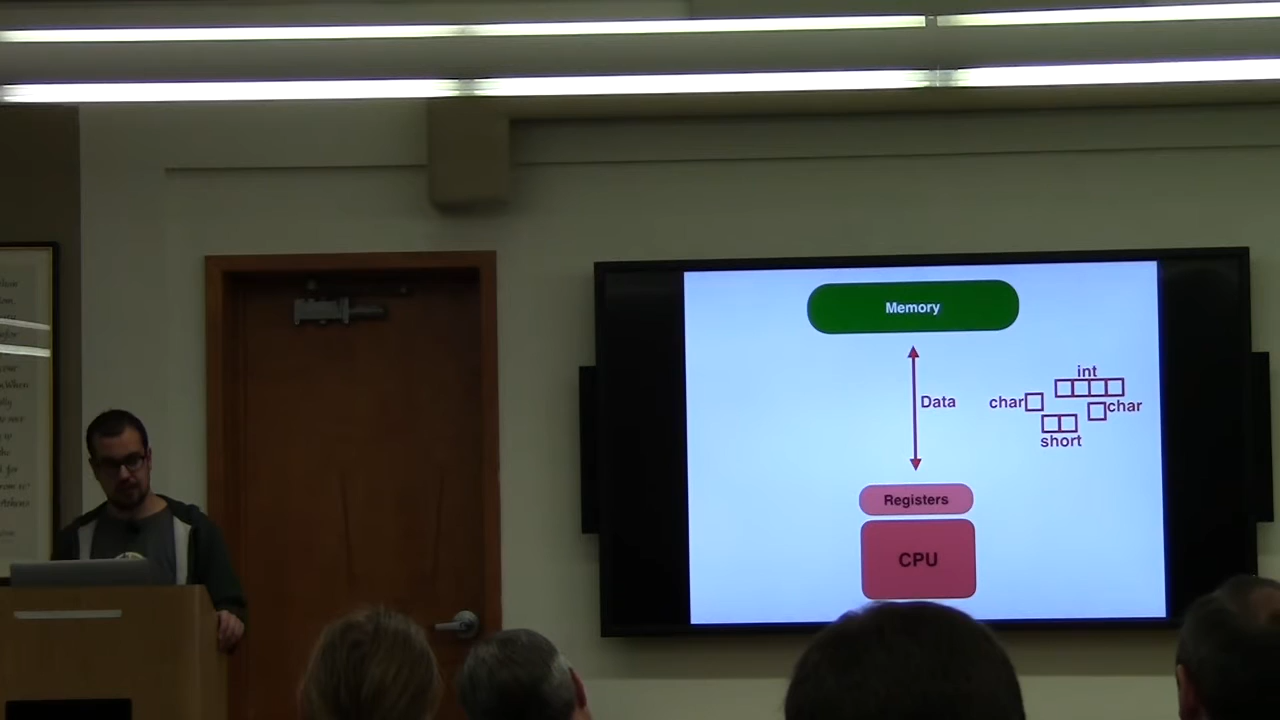 Memory
int
char
Data
char
short
Registers
CPU